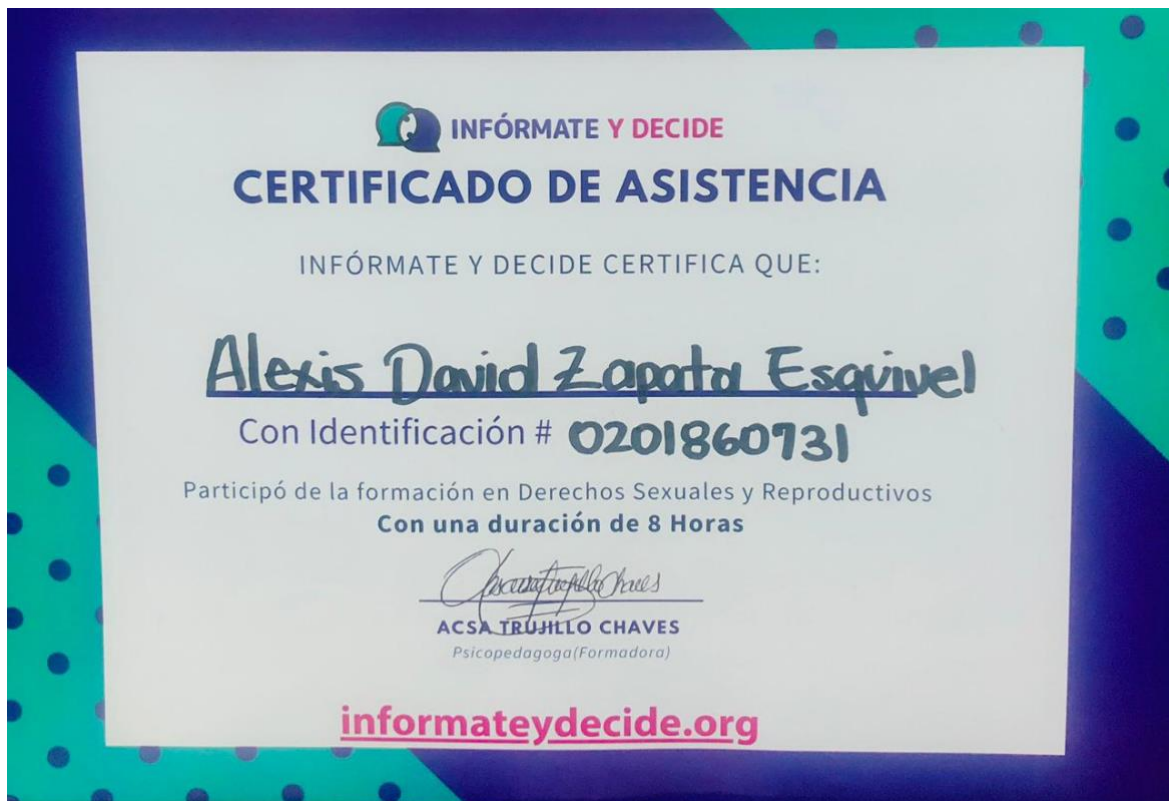 INFÓRMATE Y DECIDE
CERTIFICADO DE ASISTENCIA
INFÓRMATE Y DECIDE CERTIFICA QUE:
Alexis David Zapata Esquivel
Con Identificación # 0201860731
Participó de la formación en Derechos Sexuales y Reproductivos
Con una duración de 8 Horas
ACSA TRUJILLO CHAVES
Psicopedagoga(Formadora)
informateydecide.org